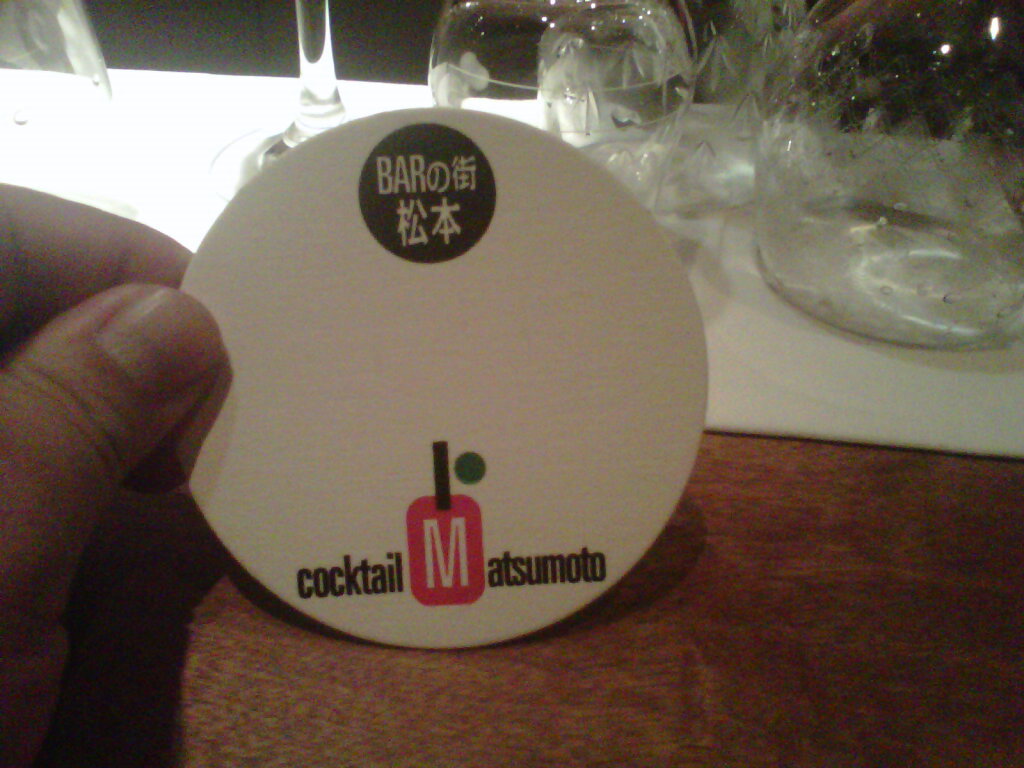 BARの街
松本
cocktail Matsumoto